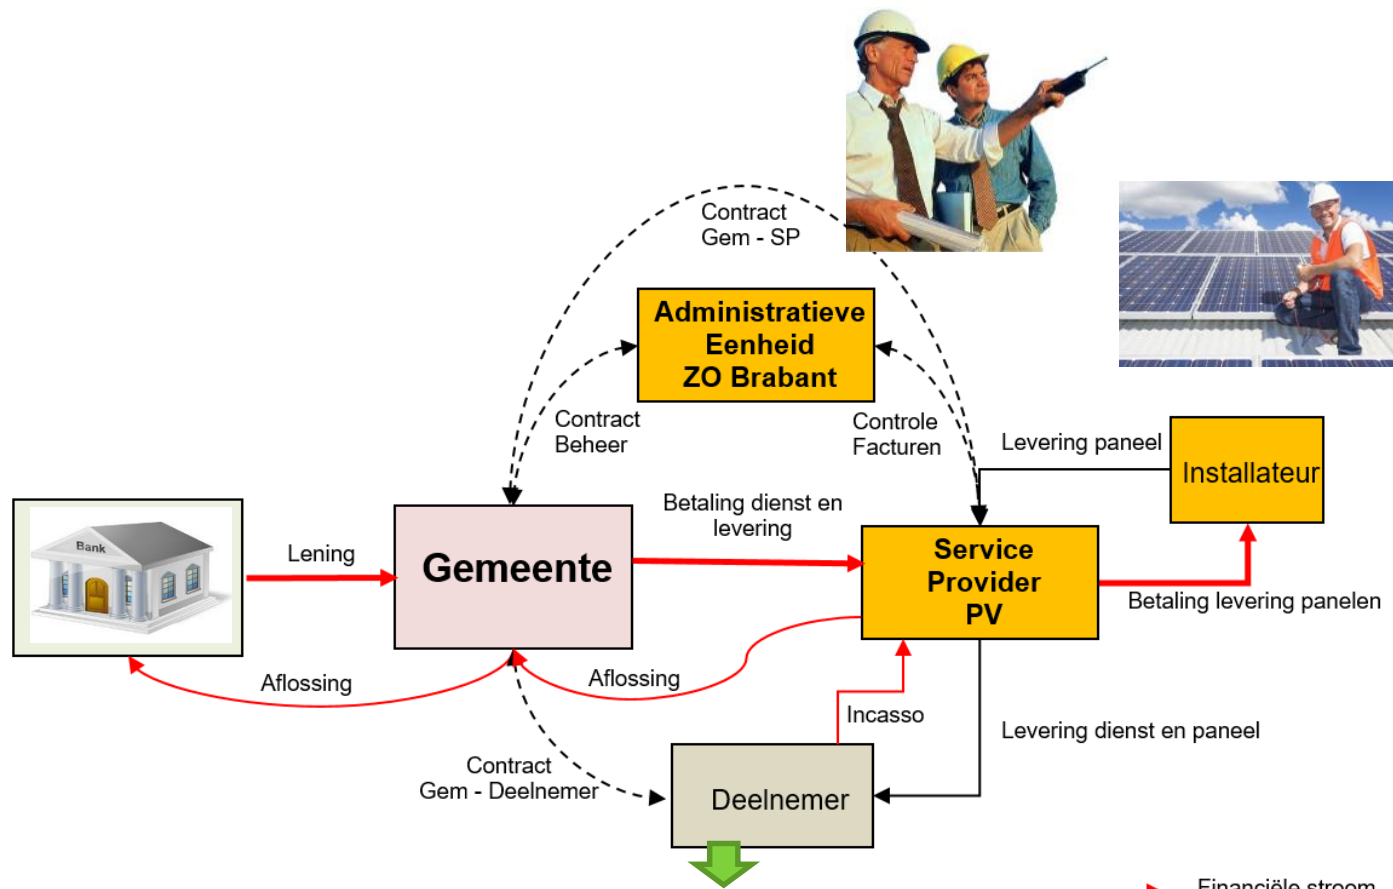 Contract
Gem - SP
Administratieve
Eenheid
ZO Brabant
Contract
Beheer
Controle
Facturen
Levering paneel
Installateur
Betaling dienst en
levering
Bank
Lening
Gemeente
Service
Provider
PV
Betaling levering panelen
Aflossing
Aflossing
Incasso
Levering dienst en paneel
Contract
Gem - Deelnemer
Deelnemer
Financiële stroom